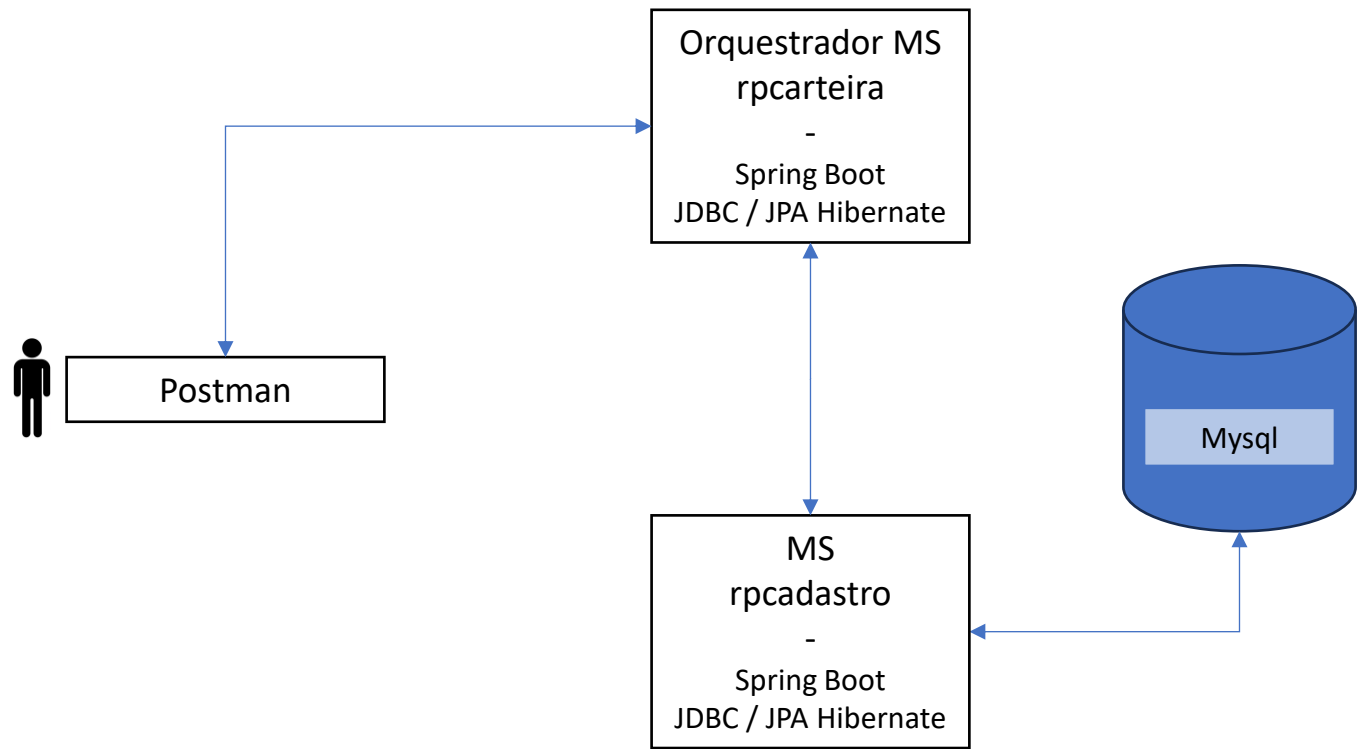 Orquestrador MS
rpcarteira
-
Spring Boot
JDBC / JPA Hibernate
Postman
Mysql
MS
rpcadastro
-
Spring Boot
JDBC / JPA Hibernate